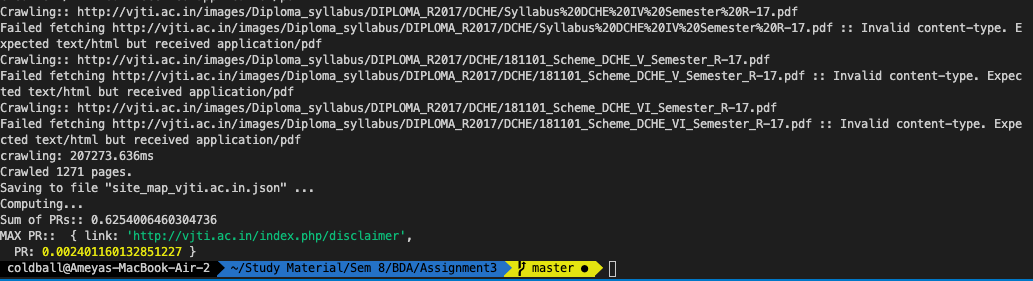 Crawling:: http://vjti.ac.in/images/Diploma_syllabus/DIPLOMA_R2017/DCHE/Syllabus%20DCHE%20IV%20Semester%20R-17.pdf
Failed fetching http://vjti.ac.in/images/Diploma_syllabus/DIPLOMA_R2017/DCHE/Syllabus%20DCHE%20IV%20Semester%20R-17.pdf :: Invalid content-type. E
xpected text/html but received application/pdf
Crawling:: http://vjti.ac.in/images/Diploma_syllabus/DIPLOMA_R2017/DCHE/181101_Scheme_DCHE_V_Semester_R-17.pdf
Failed fetching http://vjti.ac.in/images/Diploma_syllabus/DIPLOMA_R2017/DCHE/181101_Scheme_DCHE_V_Semester_R-17.pdf :: Invalid content-type. Expec
ted text/html but received application/pdf
Crawling:: http://vjti.ac.in/images/Diploma_syllabus/DIPLOMA_R2017/DCHE/181101_Scheme_DCHE_VI_Semester_R-17.pdf
Failed fetching http://vjti.ac.in/images/Diploma_syllabus/DIPLOMA_R2017/DCHE/181101_Scheme_DCHE_VI_Semester_R-17.pdf :: Invalid content-type. Expe
cted text/html but received application/pdf
crawling: 207273.636ms
Crawled 1271 pages.
Saving to file "site_map_vjti.ac.in.json" ...
Computing...
Sum of PRs:: 0.6254006460304736
MAX PR::  { link: 'http://vjti.ac.in/index.php/disclaimer',
  PR: 0.002401160132851227 }
coldball@Ameyas-MacBook-Air-2 ~/Study Material/Sem 8/BDA/Assignment3 master ●